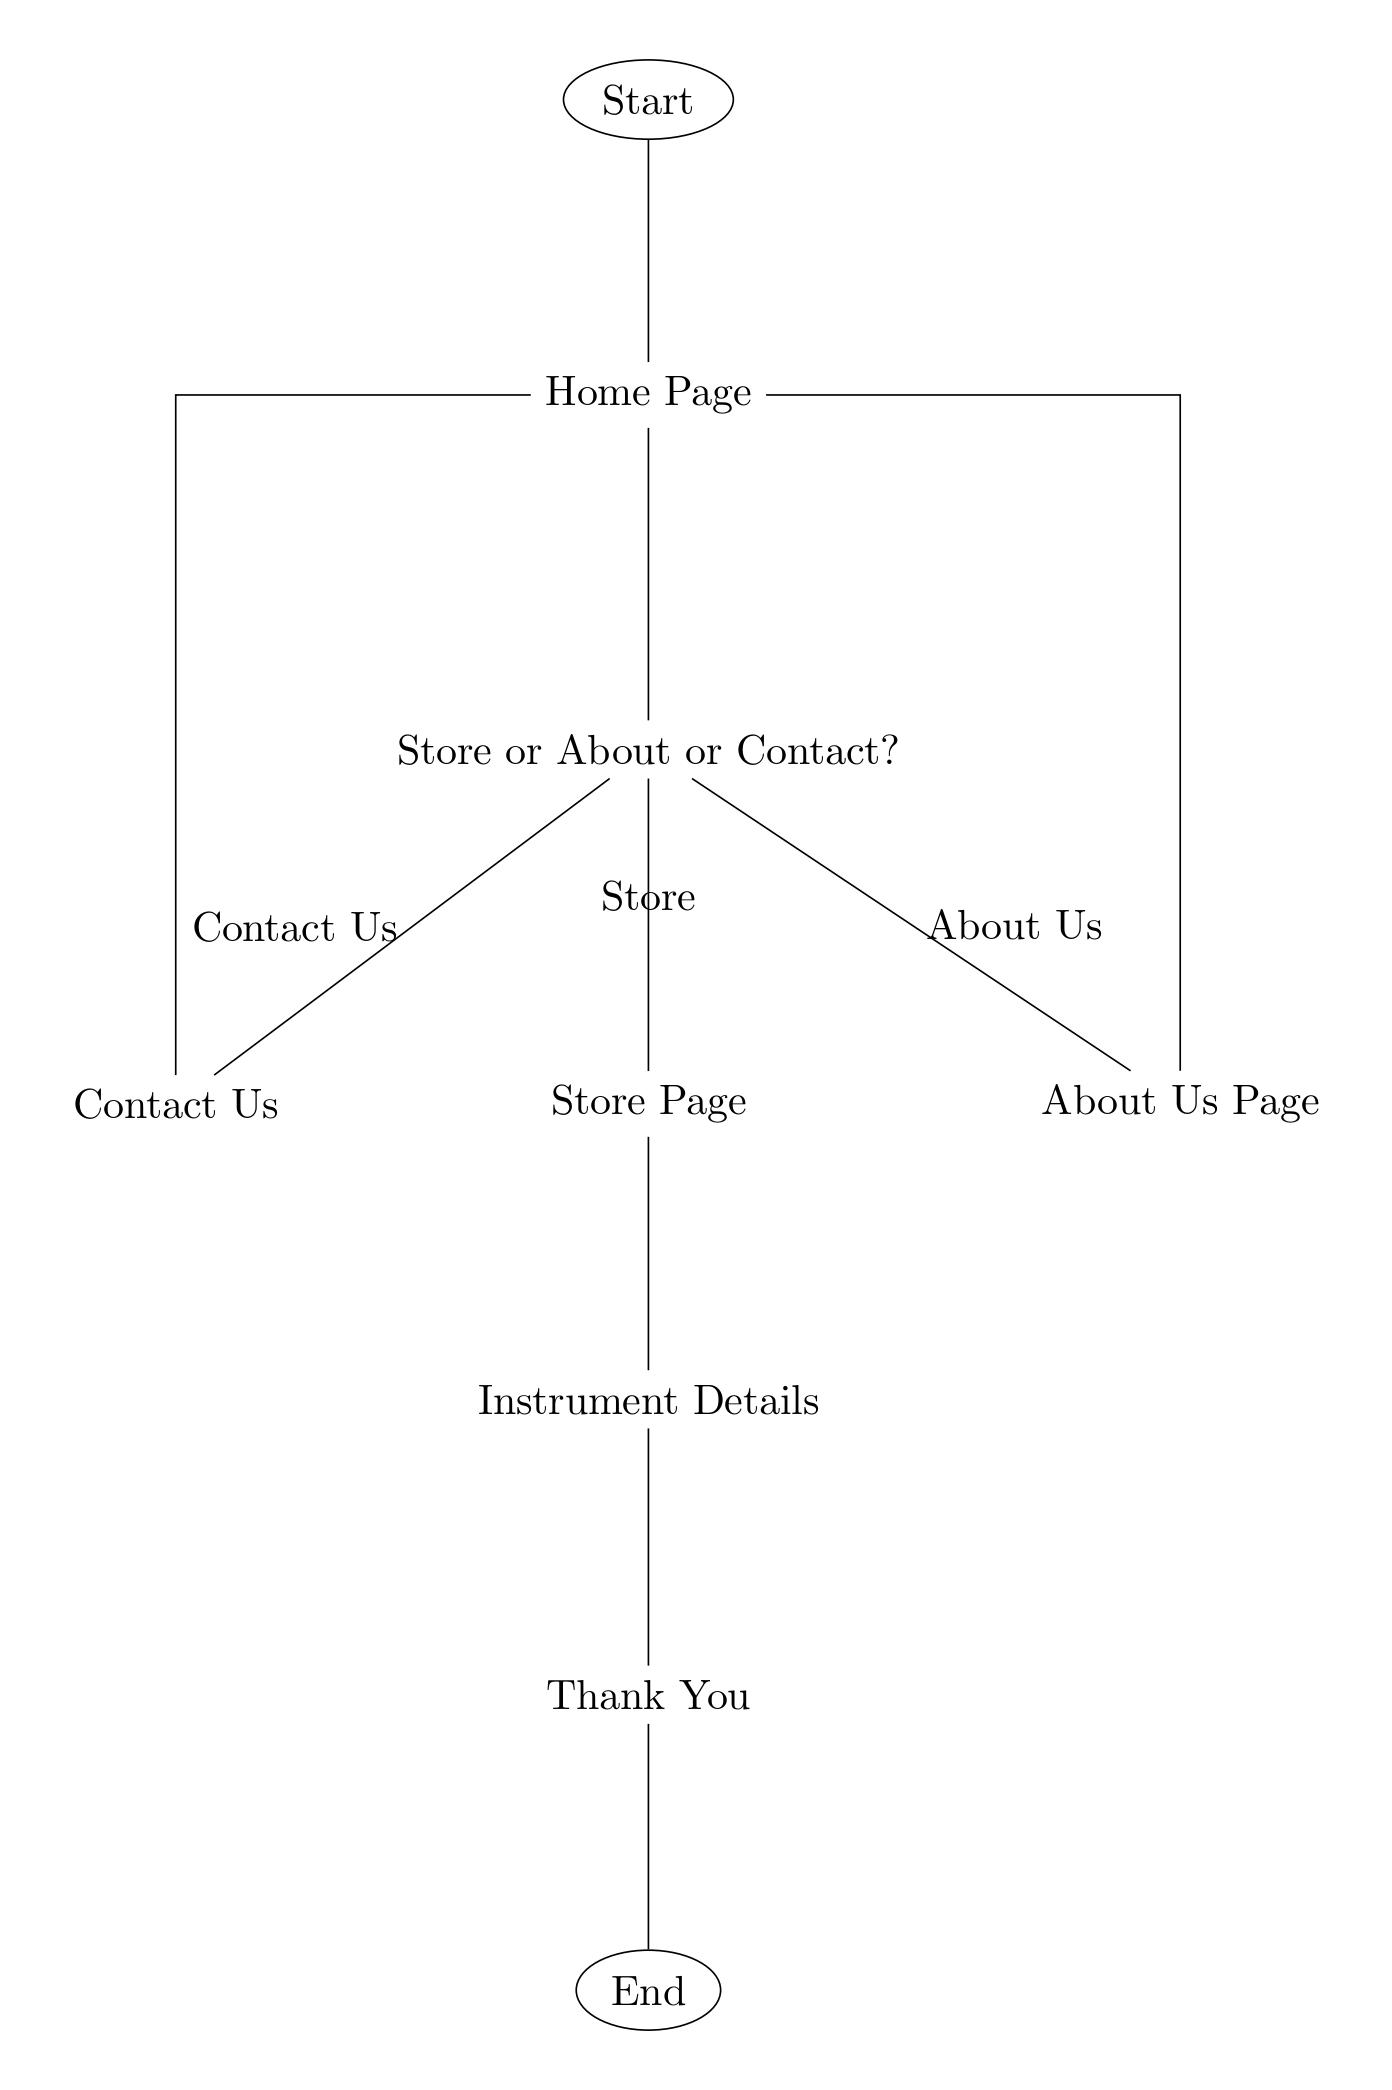 Start
Home Page
Store or About or Contact?
Store
Contact Us
About Us
Contact Us
Store Page
About Us Page
Instrument Details
Thank You
End